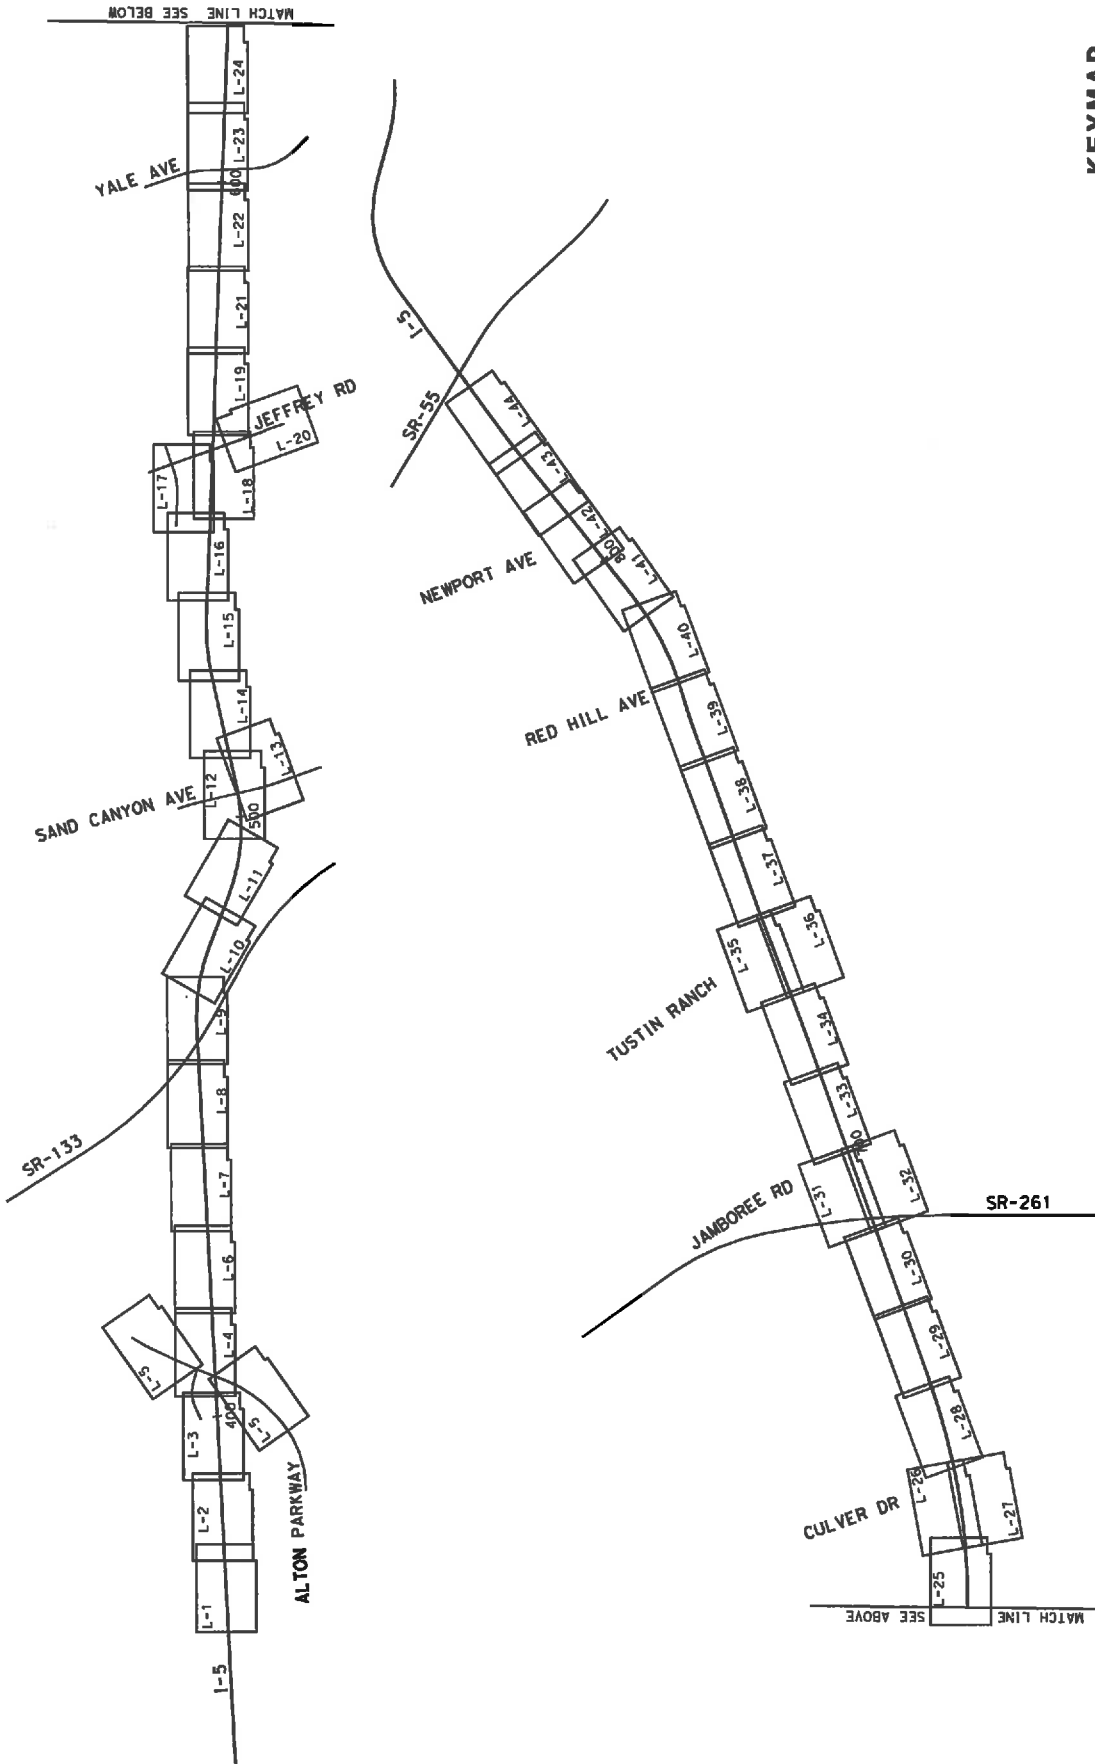 MATCH LINE SEE BELOW
L-24
L-23
YALE AVE
600
L-22
L-21
L-19
JEFFREY RD
L-20
L-17
L-18
L-16
L-15
L-14
L-13
L-12
SAND CANYON AVE
500
L-11
L-10
L-9
L-8
SR-133
L-7
L-6
L-4
L-5
L-5
400
L-3
L-2
ALTON PARKWAY
L-1
I-5
KEYMAP
I-5
SR-55
L-44
L-43
L-42
800
L-41
NEWPORT AVE
L-40
RED HILL AVE
L-39
L-38
L-37
L-36
L-35
TUSTIN RANCH
L-34
L-33
700
L-32
L-31
JAMBOREE RD
SR-261
L-30
L-29
L-28
L-26
L-27
CULVER DR
L-25
MATCH LINE SEE ABOVE